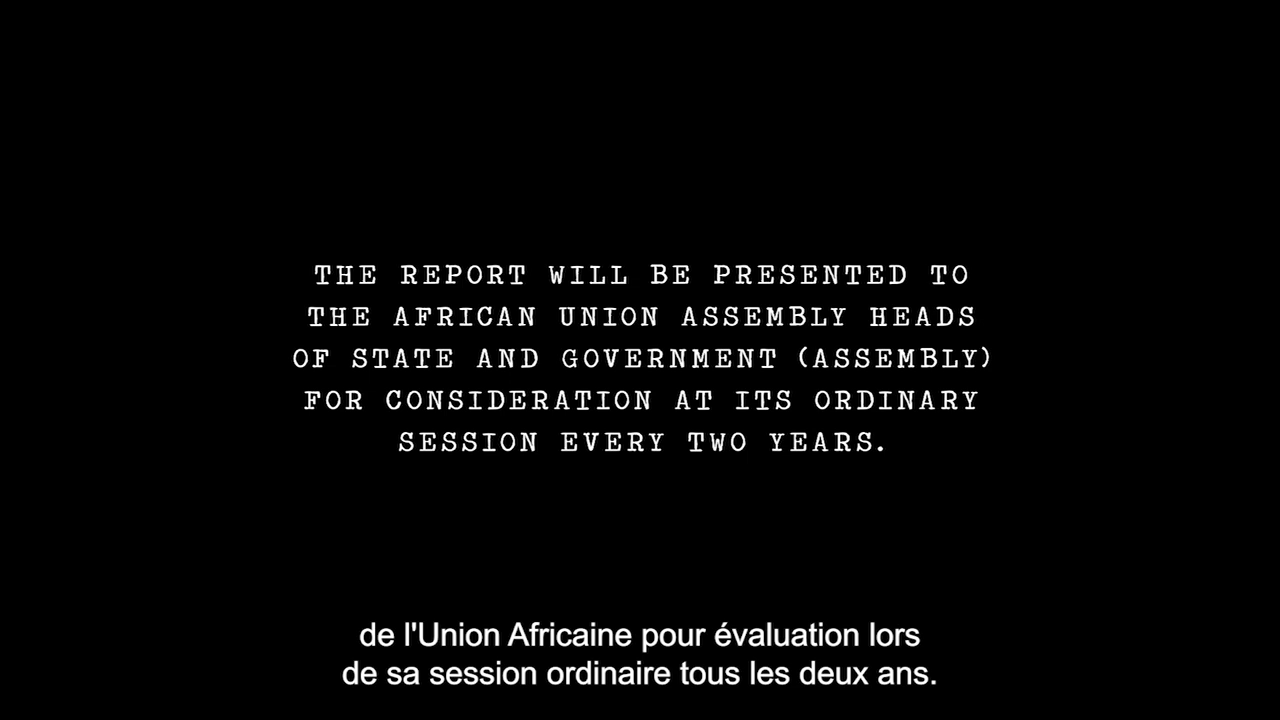 THE REPORT WILL BE PRESENTED TO
THE AFRICAN UNION ASSEMBLY HEADS
OF STATE AND GOVERNMENT (ASSEMBLY)
FOR CONSIDERATION AT ITS ORDINARY
SESSION EVERY TWO YEARS.
de l'Union Africaine pour évaluation lors
de sa session ordinaire tous les deux ans.